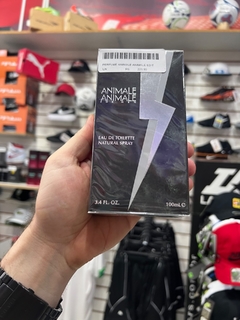 ANIMALE
ANIMALE
EAU DE TOILETTE
NATURAL SPRAY
3.4 FL. OZ.
100mL℮